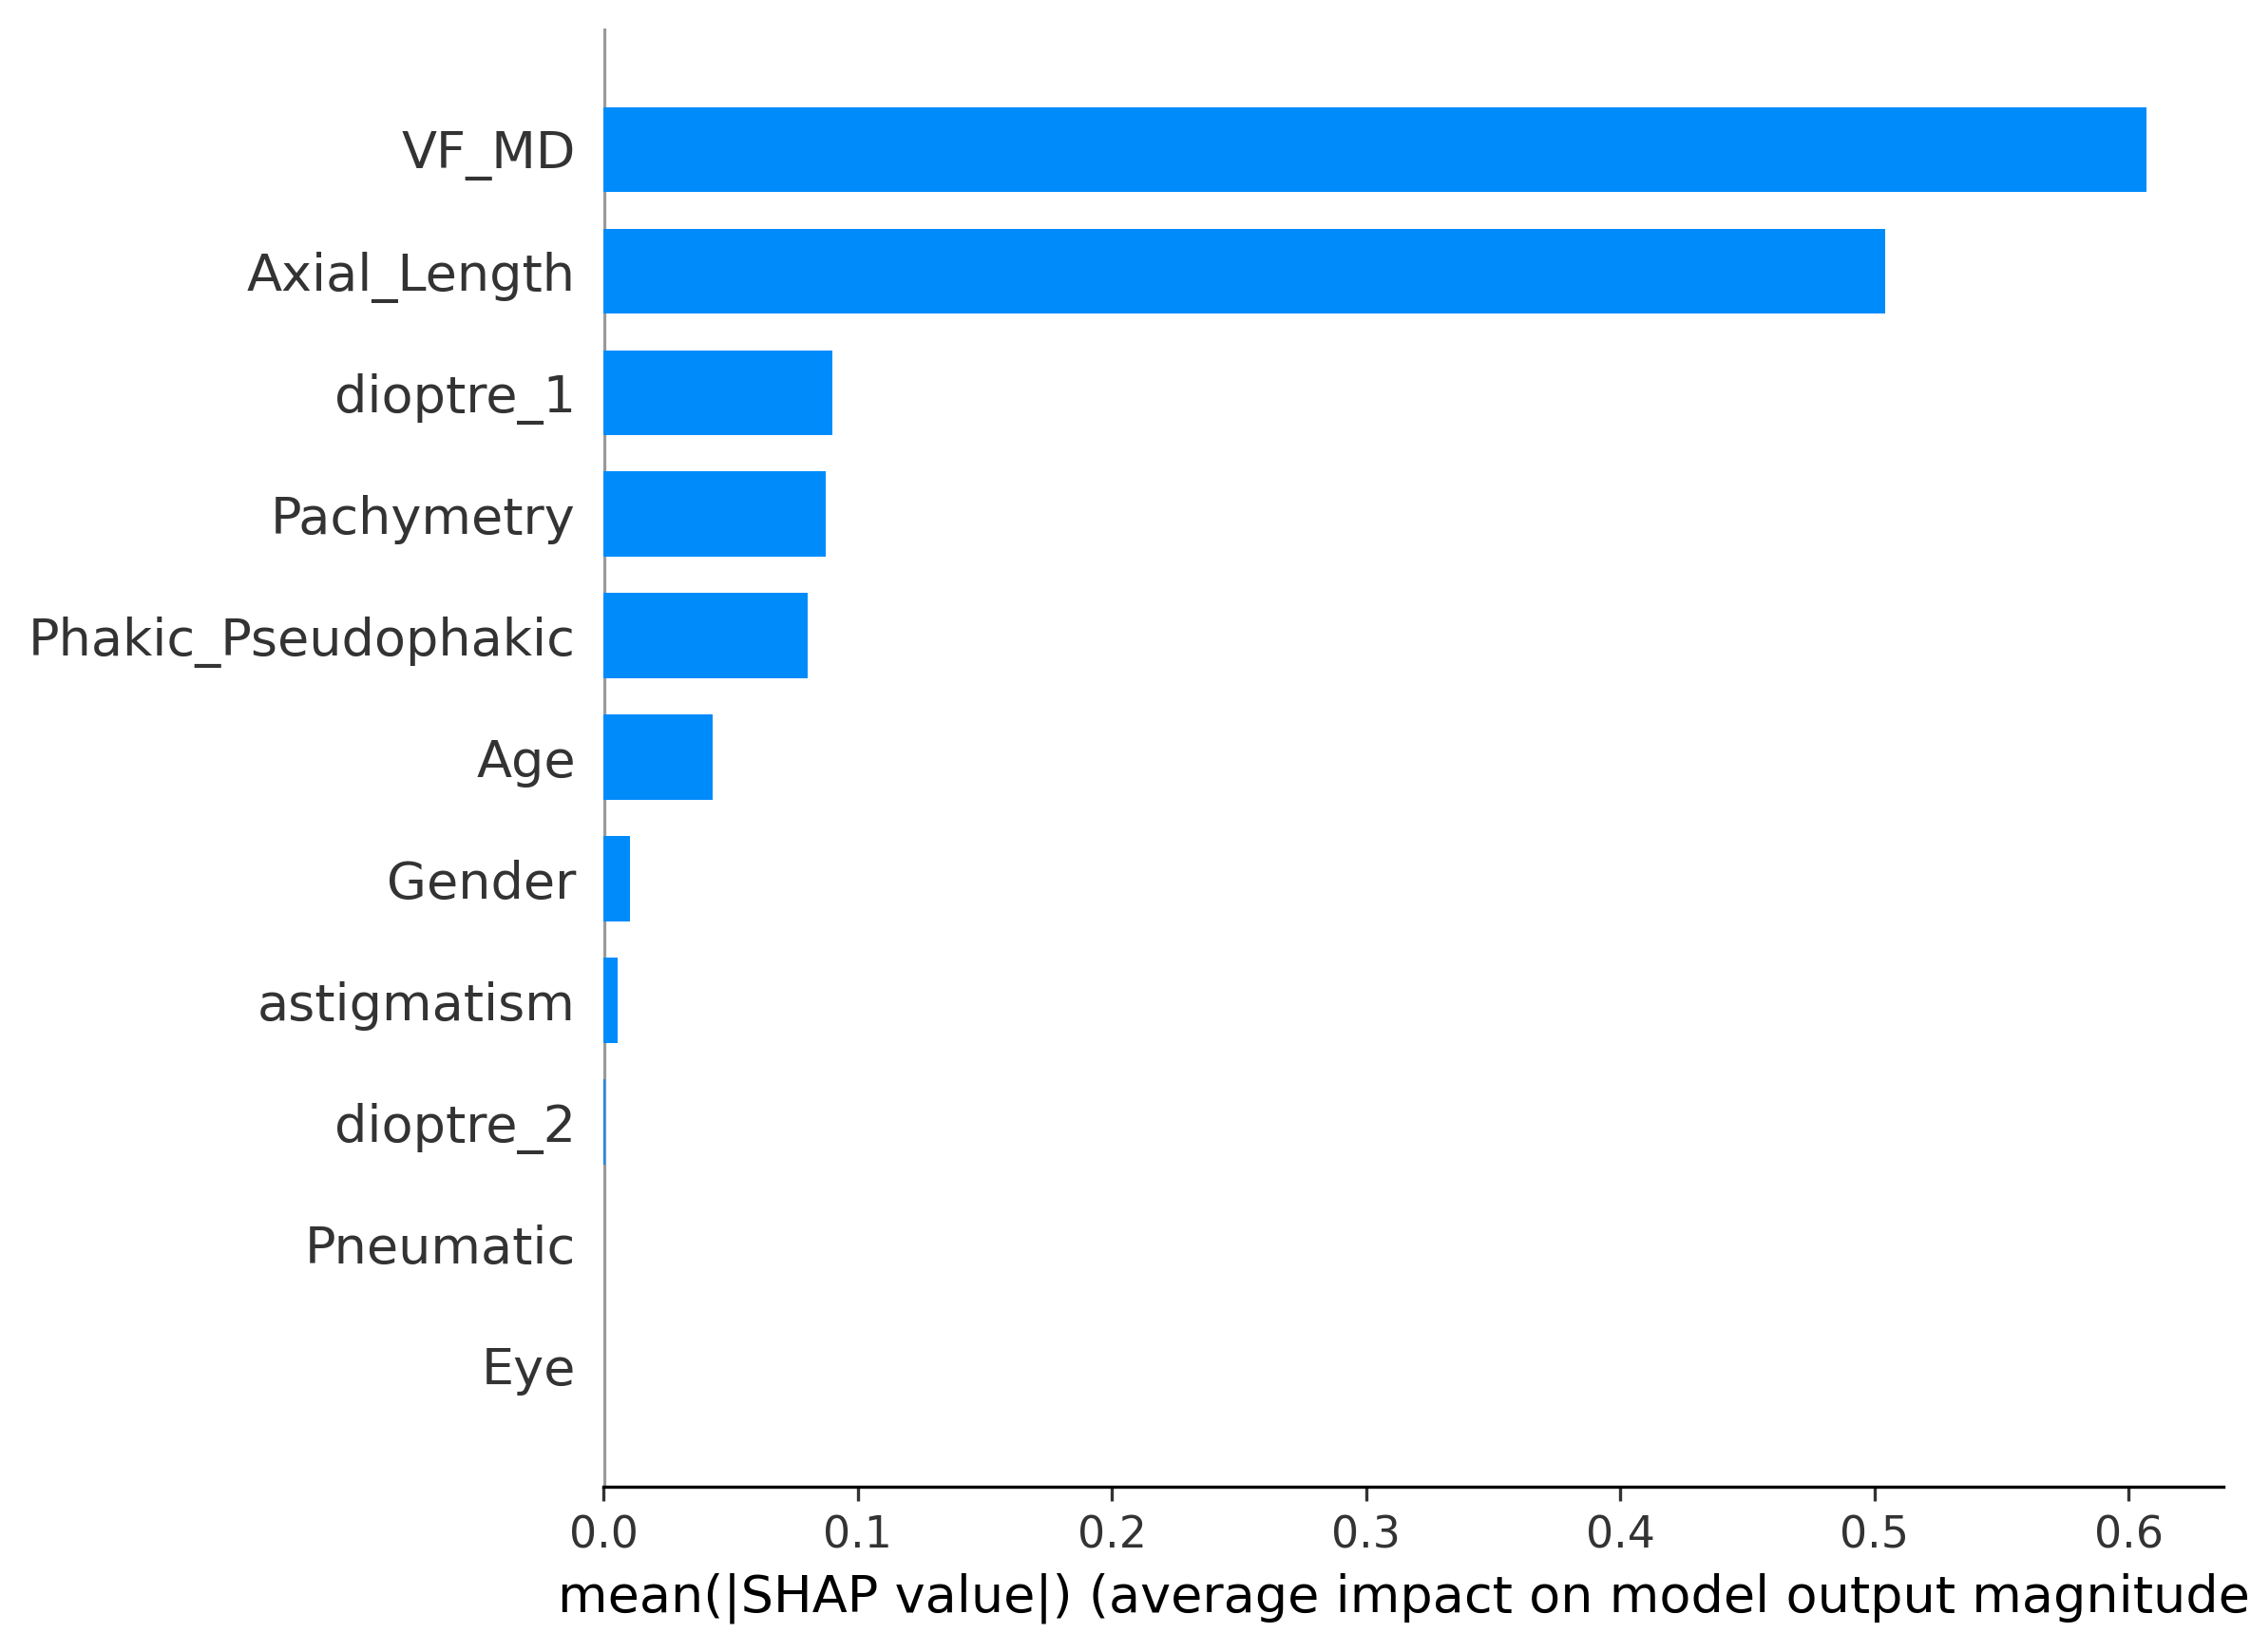 VF_MD
Axial_Length
dioptre_1
Pachymetry
Phakic_Pseudophakic
Age
Gender
astigmatism
dioptre_2
Pneumatic
Eye
0.0 0.1 0.2 0.3 0.4 0.5 0.6
mean(|SHAP value|) (average impact on model output magnitude